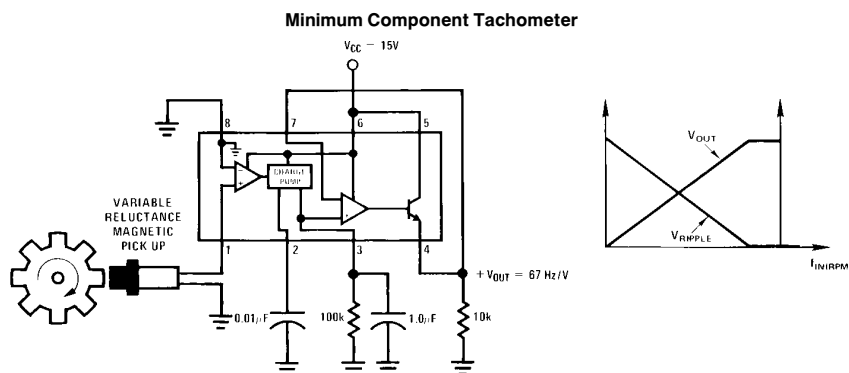 Minimum Component Tachometer
VCC = 15V
8
7
6
5
CHARGE
PUMP
VARIABLE
RELUCTANCE
MAGNETIC
PICK UP
1
2
3
4
+VOUT = 67 Hz/V
0.01μF
100k
1.0μF
10k
VOUT
VRIPPLE
fIN|RPM